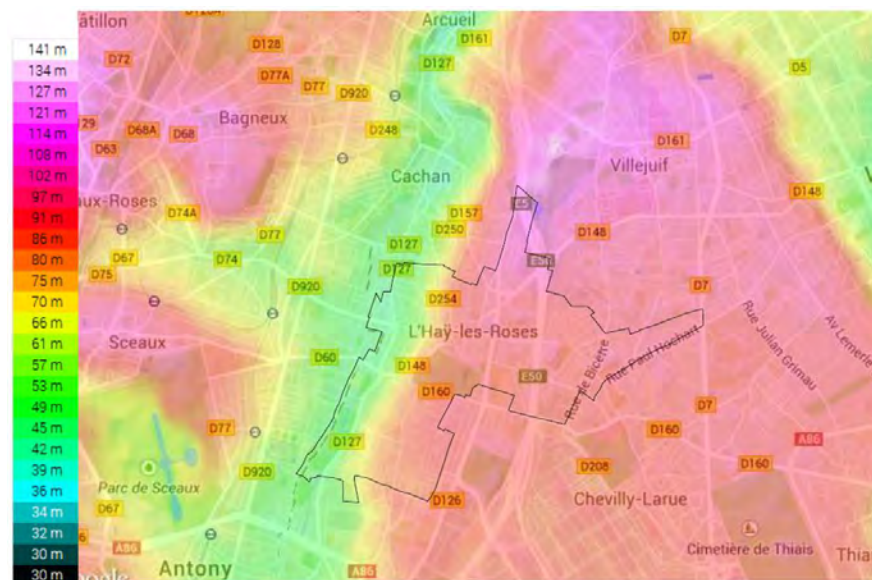 141 m
134 m
127 m
121 m
114 m
108 m
102 m
97 m
91 m
86 m
80 m
75 m
70 m
66 m
61 m
57 m
53 m
49 m
45 m
42 m
39 m
36 m
34 m
32 m
30 m
30 m
âtillon
D128A
Arcueil
D161
D7
D72
D128
D127
D5
D77A
D77
D920
129
D68A
D68
Bagneux
D248
D63
D161
Villejuif
Cachan
aux-Roses
D74A
D157
D148
D77
D250
D148
D67
D74
D127
D75
D127
D920
D254
D7
L'Haÿ-les-Roses
Sceaux
D60
D148
Rue de Bicêtre
Rue Paul Hochart
Rue Julian Grimau
Av Lemerle
E50
D160
D7
D77
D127
D160
A86
D920
Parc de Sceaux
D208
D160
D67
D126
Chevilly-Larue
A86
Cimetière de Thiais
Antony
A86
Thia